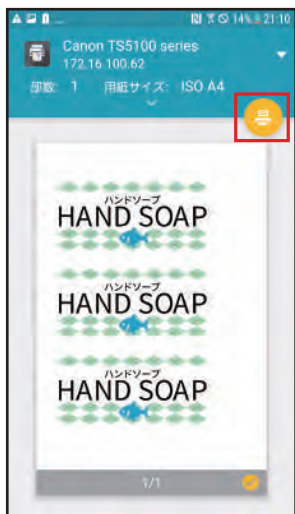 14% 21:10
Canon TS5100 series
172.16.100.62
部数: 1 用紙サイズ: ISO A4
ハンドソープ
HAND SOAP
ハンドソープ
HAND SOAP
ハンドソープ
HAND SOAP
1/1